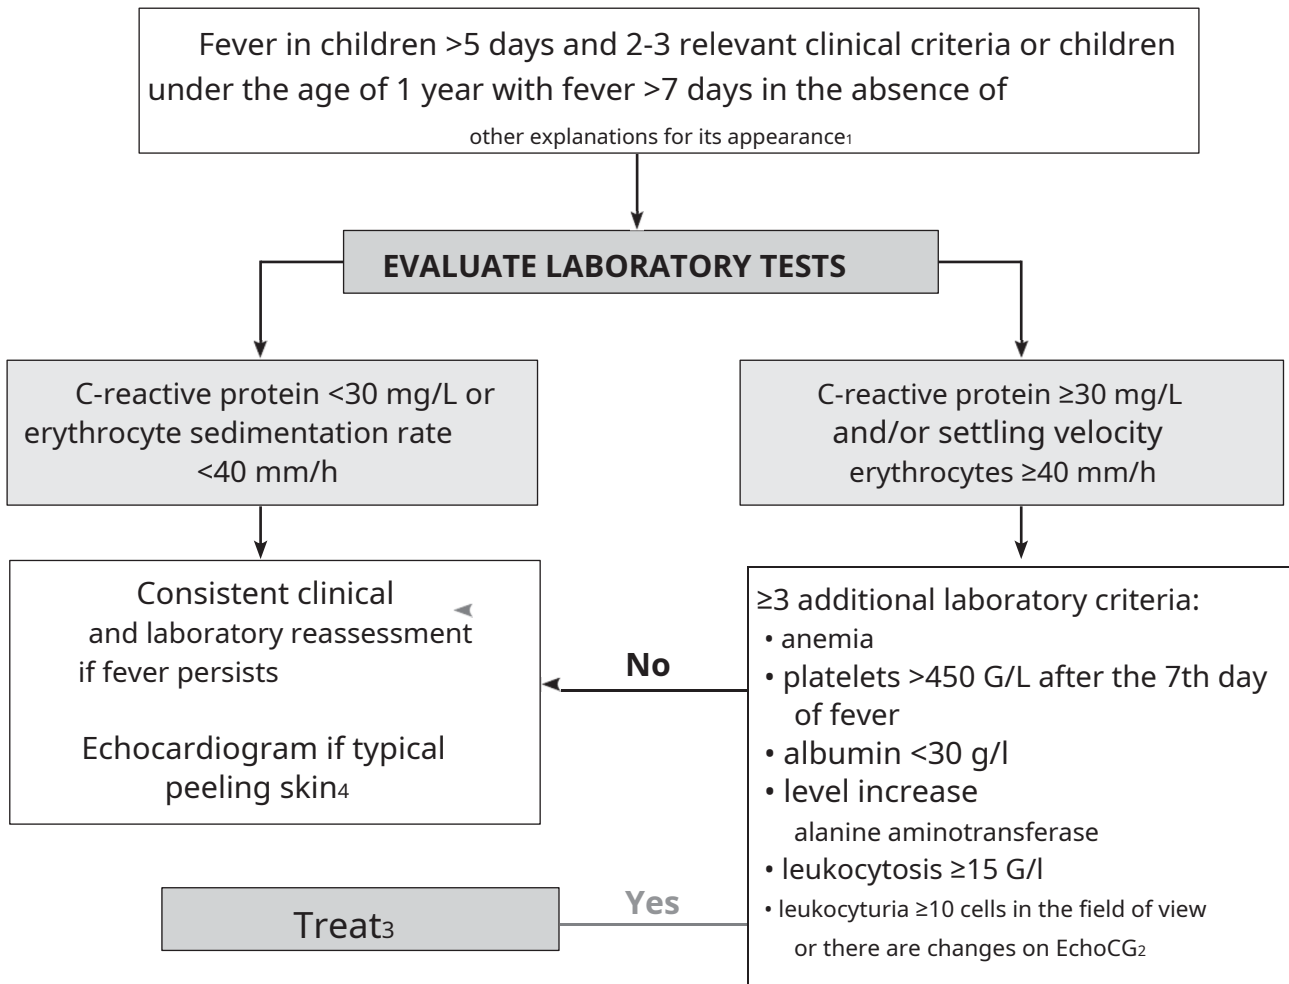 Fever in children >5 days and 2-3 relevant clinical criteria or children
under the age of 1 year with fever >7 days in the absence of
other explanations for its appearance1
EVALUATE LABORATORY TESTS
C-reactive protein <30 mg/L or
erythrocyte sedimentation rate
<40 mm/h
C-reactive protein ≥30 mg/L
and/or settling velocity
erythrocytes ≥40 mm/h
Consistent clinical
and laboratory reassessment
if fever persists
Echocardiogram if typical
peeling skin4
No
≥3 additional laboratory criteria:
• anemia
• platelets >450 G/L after the 7th day
of fever
• albumin <30 g/l
• level increase
alanine aminotransferase
• leukocytosis ≥15 G/l
• leukocyturia ≥10 cells in the field of view
or there are changes on EchoCG2
Yes
Treat3